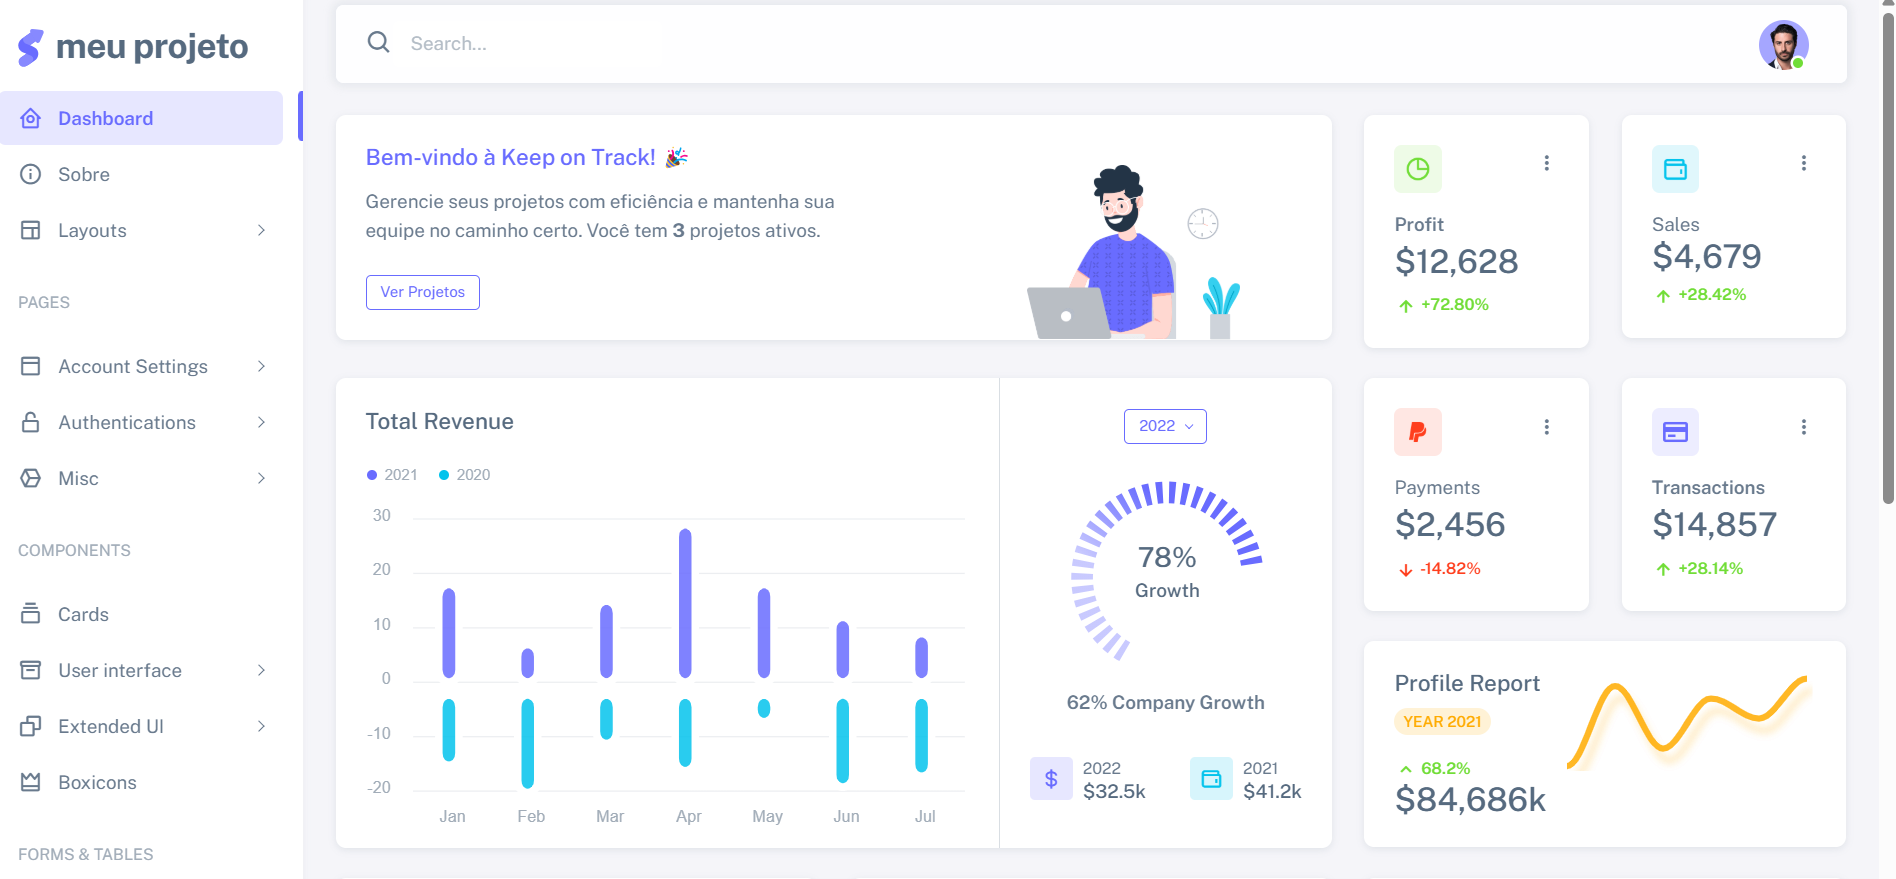 meu projeto
Dashboard
Sobre
Layouts
PAGES
Account Settings
Authentications
Misc
COMPONENTS
Cards
User interface
Extended UI
Boxicons
FORMS & TABLES
Search...
Bem-vindo à Keep on Track! 🎉
Gerencie seus projetos com eficiência e mantenha sua
equipe no caminho certo. Você tem 3 projetos ativos.
Ver Projetos
Profit
$12,628
+72.80%
Sales
$4,679
+28.42%
Total Revenue
2021
2020
30
20
10
0
-10
-20
Jan Feb Mar Apr May Jun Jul
2022
78%
Growth
62% Company Growth
$
2022
$32.5k
2021
$41.2k
Payments
$2,456
-14.82%
Transactions
$14,857
+28.14%
Profile Report
YEAR 2021
68.2%
$84,686k